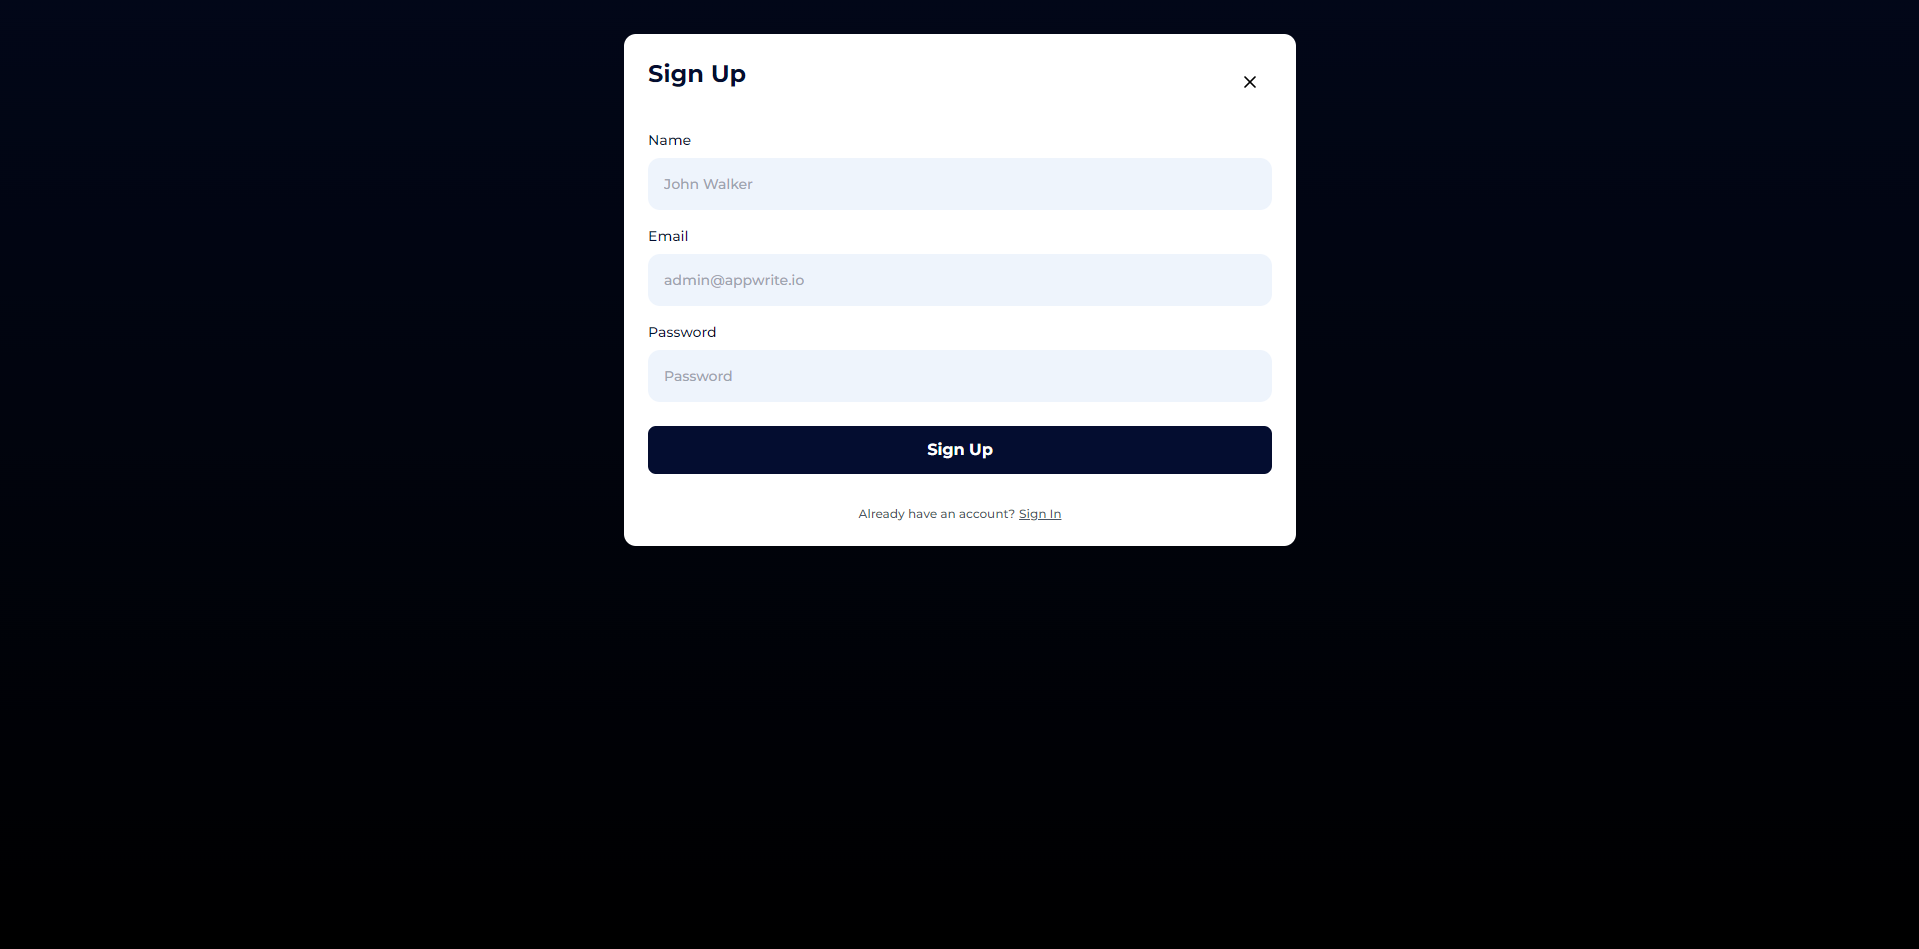 Sign Up
Name
John Walker
Email
admin@appwrite.io
Password
Password
Sign Up
Already have an account? Sign In